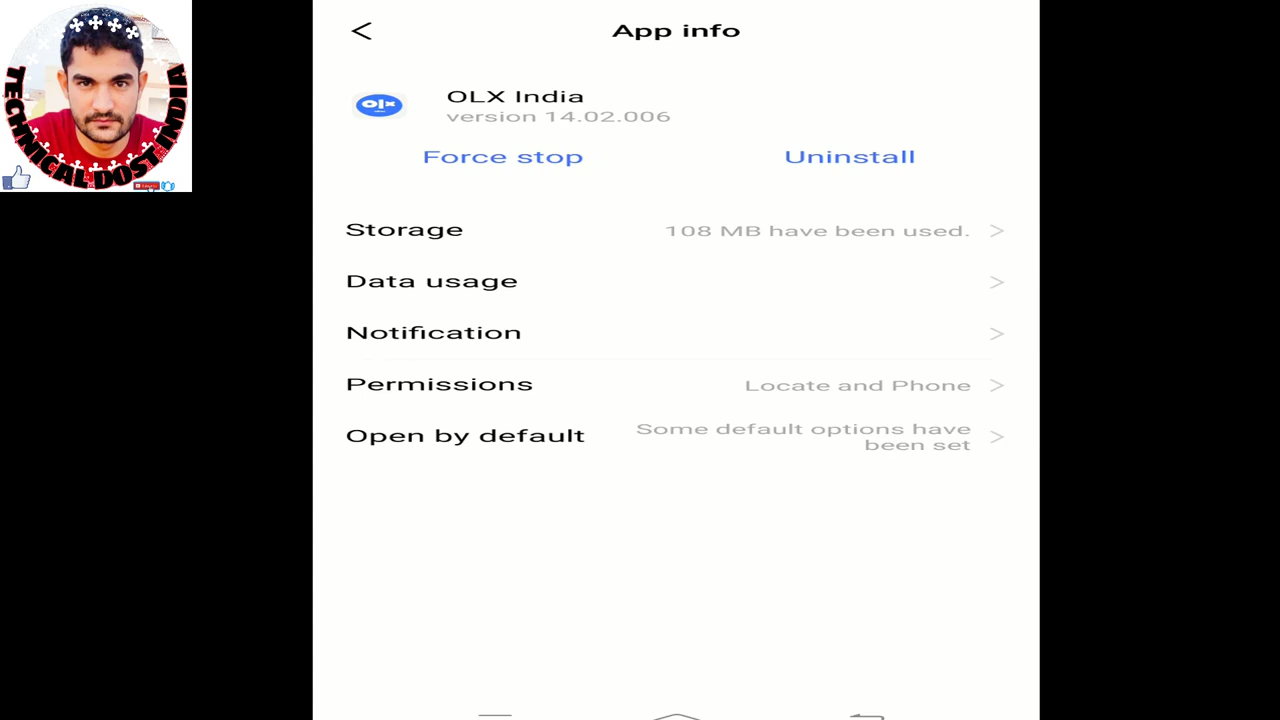 TECHNICAL DOST INDIA
App info
olx
OLX India
version 14.02.006
Force stop
Uninstall
Storage
108 MB have been used.
Data usage
Notification
Permissions
Locate and Phone
Open by default
Some default options have
been set